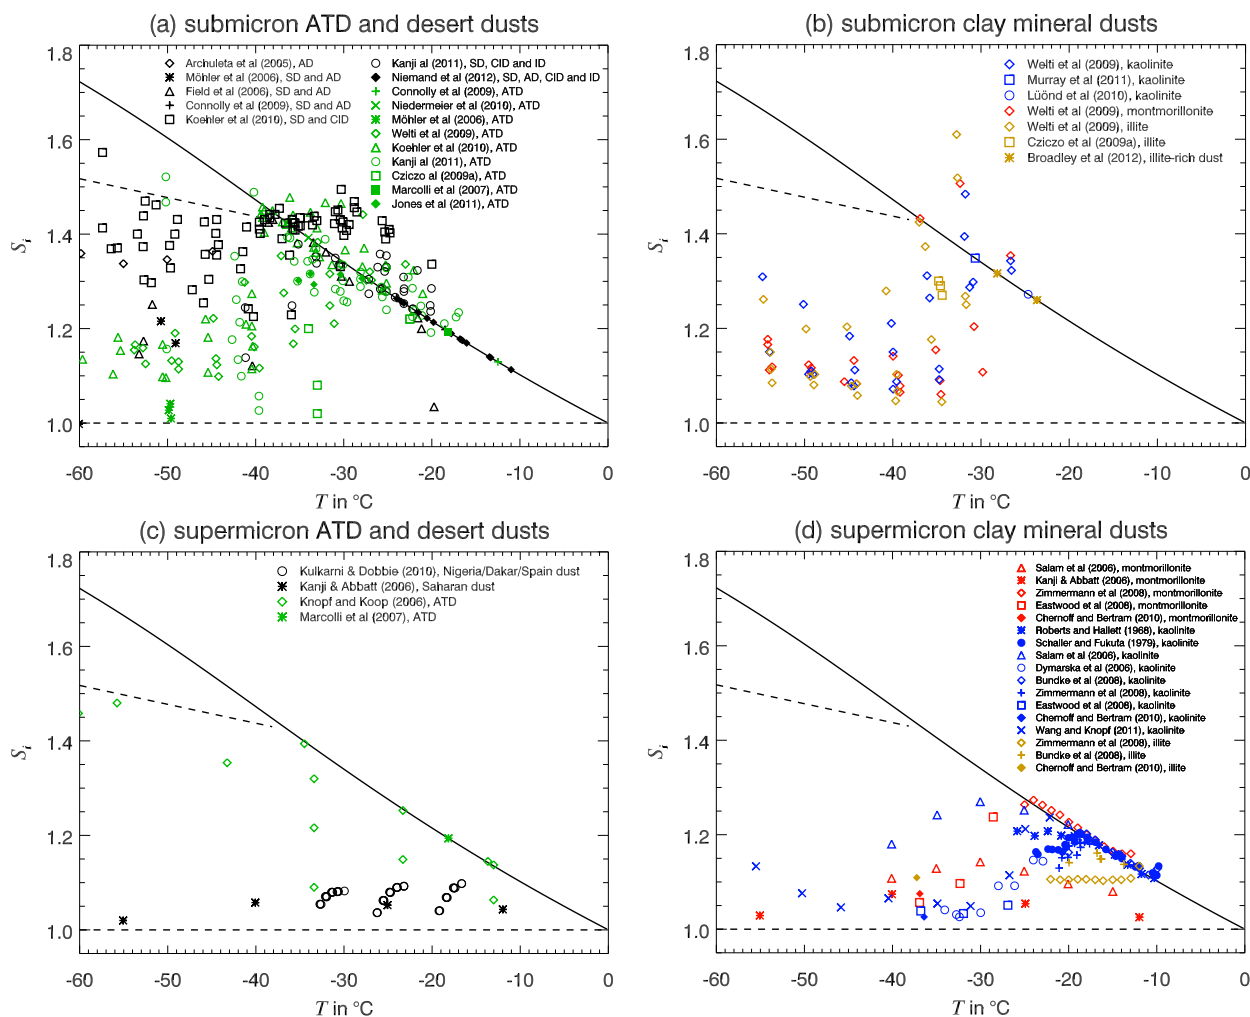 (a) submicron ATD and desert dusts
1.8
1.6
1.4
1.2
1.0
Si
Archuleta et al (2005), AD
Möhler et al (2006), SD and AD
Field et al (2006), SD and AD
Connolly et al (2009), SD and AD
Koehler et al (2010), SD and CID
Kanji al (2011), SD, CID and ID
Niemand et al (2012), SD, AD, CID and ID
Connolly et al (2009), ATD
Niedermeier et al (2010), ATD
Möhler et al (2006), ATD
Welti et al (2009), ATD
Koehler et al (2010), ATD
Kanji al (2011), ATD
Cziczo al (2009a), ATD
Marcolli et al (2007), ATD
Jones et al (2011), ATD
-60 -50 -40 -30 -20 -10 0
T in °C
(b) submicron clay mineral dusts
1.8
1.6
1.4
1.2
1.0
Si
Welti et al (2009), kaolinite
Murray et al (2011), kaolinite
Lüönd et al (2010), kaolinite
Welti et al (2009), montmorillonite
Welti et al (2009), illite
Cziczo et al (2009a), illite
Broadley et al (2012), illite-rich dust
-60 -50 -40 -30 -20 -10 0
T in °C
(c) supermicron ATD and desert dusts
1.8
1.6
1.4
1.2
1.0
Si
Kulkarni & Dobbie (2010), Nigeria/Dakar/Spain dust
Kanji & Abbatt (2006), Saharan dust
Knopf and Koop (2006), ATD
Marcolli et al (2007), ATD
-60 -50 -40 -30 -20 -10 0
T in °C
(d) supermicron clay mineral dusts
1.8
1.6
1.4
1.2
1.0
Si
Salam et al (2006), montmorillonite
Kanji & Abbatt (2006), montmorillonite
Zimmermann et al (2008), montmorillonite
Eastwood et al (2008), montmorillonite
Chernoff and Bertram (2010), montmorillonite
Roberts and Hallett (1968), kaolinite
Schaller and Fukuta (1979), kaolinite
Salam et al (2006), kaolinite
Dymarska et al (2006), kaolinite
Bundke et al (2008), kaolinite
Zimmermann et al (2008), kaolinite
Eastwood et al (2008), kaolinite
Chernoff and Bertram (2010), kaolinite
Wang and Knopf (2011), kaolinite
Zimmermann et al (2008), illite
Bundke et al (2008), illite
Chernoff and Bertram (2010), illite
-60 -50 -40 -30 -20 -10 0
T in °C